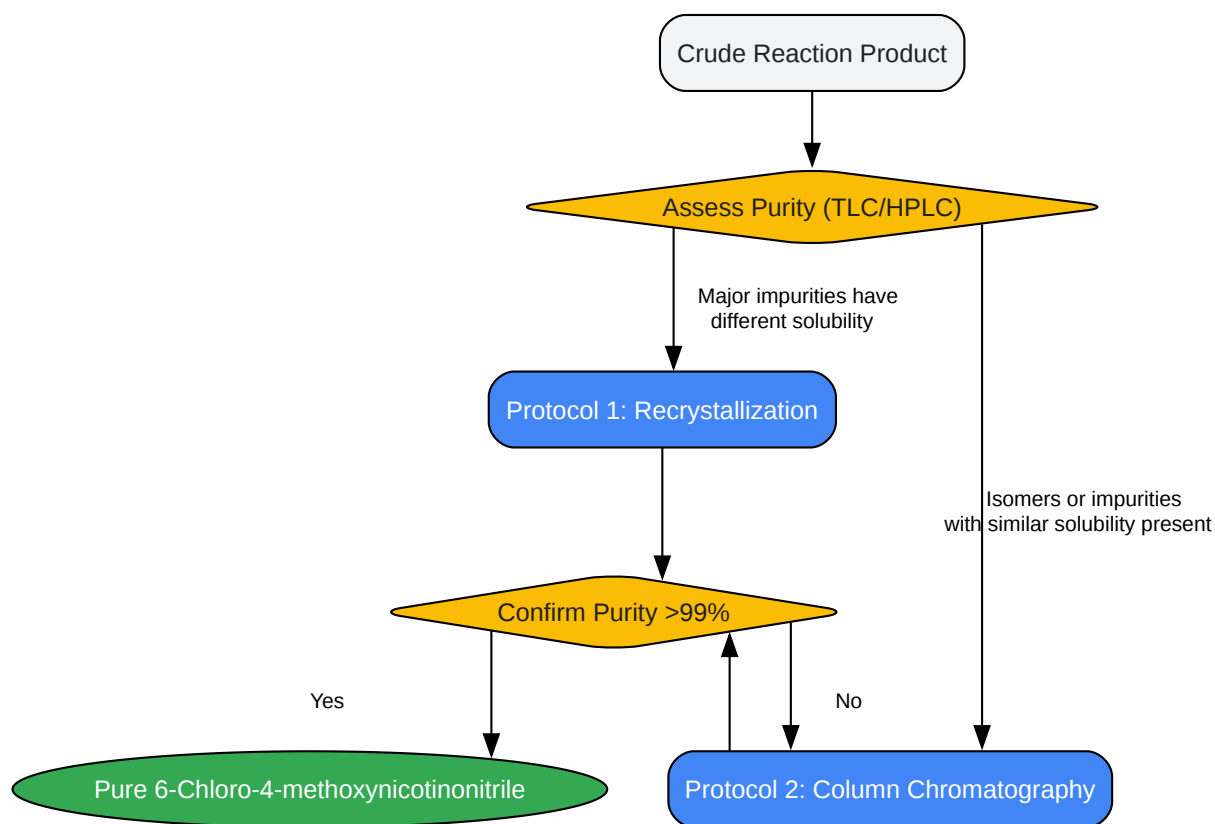 Crude Reaction Product
Assess Purity (TLC/HPLC)
Major impurities have
different solubility
Protocol 1: Recrystallization
Isomers or impurities
with similar solubility present
Confirm Purity >99%
Yes
No
Pure 6-Chloro-4-methoxynicotinonitrile
Protocol 2: Column Chromatography